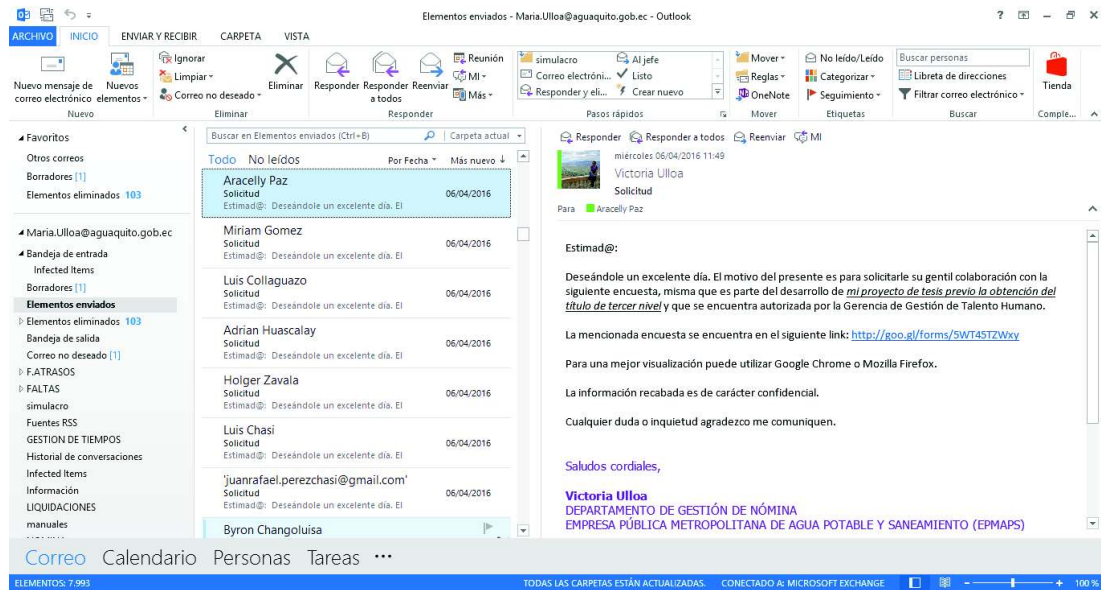 Elementos enviados - Maria.Ulloa@aguaquito.gob.ec - Outlook
ARCHIVO INICIO ENVIAR Y RECIBIR CARPETA VISTA
Nuevo mensaje de correo electrónico
Nuevos elementos
Nuevo
Ignorar
Limpiar
Correo no deseado
Eliminar
Eliminar
Responder
Responder a todos
Reenviar
Reunión
MI
Más
Responder
simulacro
Correo electróni...
Responder y eli...
Al jefe
Listo
Crear nuevo
Pasos rápidos
Mover
Reglas
OneNote
Mover
No leído/Leído
Categorizar
Seguimiento
Etiquetas
Buscar personas
Libreta de direcciones
Filtrar correo electrónico
Buscar
Tienda
Comple...
Favoritos
Otros correos
Borradores [1]
Elementos eliminados 103
Maria.Ulloa@aguaquito.gob.ec
Bandeja de entrada
Infected Items
Borradores [1]
Elementos enviados
Elementos eliminados 103
Bandeja de salida
Correo no deseado [1]
F.ATRASOS
FALTAS
simulacro
Fuentes RSS
GESTION DE TIEMPOS
Historial de conversaciones
Infected Items
Información
LIQUIDACIONES
manuales
Buscar en Elementos enviados (Ctrl+B) Carpeta actual
Todo No leídos Por Fecha Más nuevo
Aracelly Paz
Solicitud 06/04/2016
Estimad@: Deseándole un excelente día. El
Miriam Gomez
Solicitud 06/04/2016
Estimad@: Deseándole un excelente día. El
Luis Collaguazo
Solicitud 06/04/2016
Estimad@: Deseándole un excelente día. El
Adrian Huascalay
Solicitud 06/04/2016
Estimad@: Deseándole un excelente día. El
Holger Zavala
Solicitud 06/04/2016
Estimad@: Deseándole un excelente día. El
Luis Chasi
Solicitud 06/04/2016
Estimad@: Deseándole un excelente día. El
'juanrafael.perezchasi@gmail.com'
Solicitud 06/04/2016
Estimad@: Deseándole un excelente día. El
Byron Changoluisa
Responder Responder a todos Reenviar MI
miércoles 06/04/2016 11:49
Victoria Ulloa
Solicitud
Para Aracelly Paz
Estimad@:
Deseándole un excelente día. El motivo del presente es para solicitarle su gentil colaboración con la
siguiente encuesta, misma que es parte del desarrollo de mi proyecto de tesis previo la obtención del
título de tercer nivel y que se encuentra autorizada por la Gerencia de Gestión de Talento Humano.
La mencionada encuesta se encuentra en el siguiente link: http://goo.gl/forms/5WT45TZWxy
Para una mejor visualización puede utilizar Google Chrome o Mozilla Firefox.
La información recabada es de carácter confidencial.
Cualquier duda o inquietud agradezco me comuniquen.
Saludos cordiales,
Victoria Ulloa
DEPARTAMENTO DE GESTIÓN DE NÓMINA
EMPRESA PÚBLICA METROPOLITANA DE AGUA POTABLE Y SANEAMIENTO (EPMAPS)
Correo Calendario Personas Tareas •••
ELEMENTOS: 7.993 TODAS LAS CARPETAS ESTÁN ACTUALIZADAS. CONECTADO A: MICROSOFT EXCHANGE 100 %